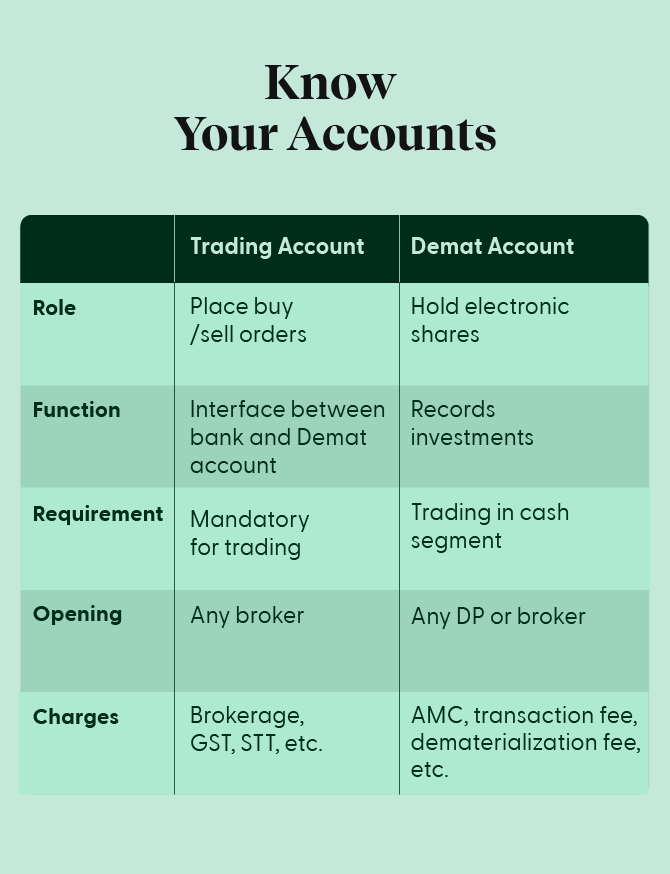 Know
Your Accounts
Trading Account
Demat Account
Role
Place buy
/sell orders
Hold electronic
shares
Function
Interface between
bank and Demat
account
Records
investments
Requirement
Mandatory
for trading
Trading in cash
segment
Opening
Any broker
Any DP or broker
Charges
Brokerage,
GST, STT, etc.
AMC, transaction fee,
dematerialization fee,
etc.